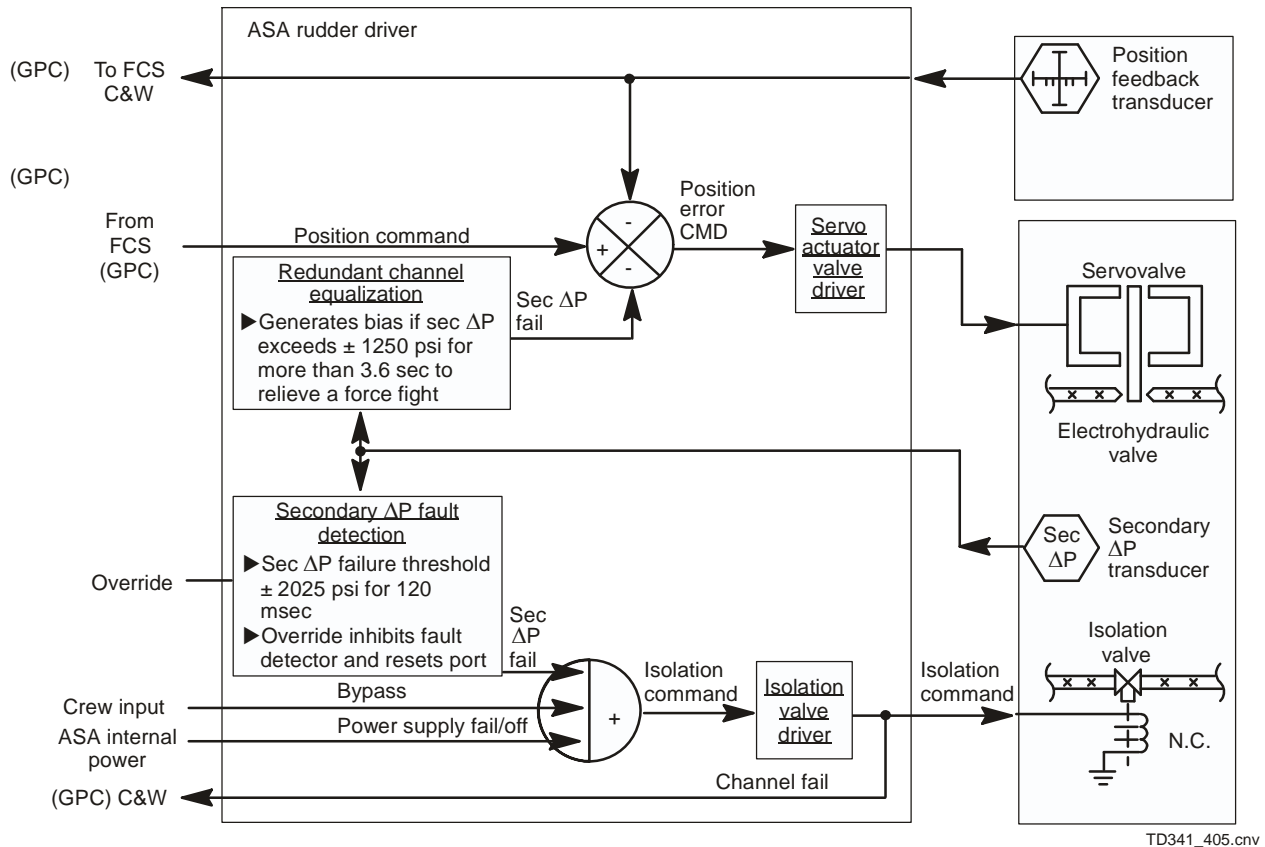 ASA rudder driver
(GPC) To FCS
C&W
Position
feedback
transducer
(GPC)
From
FCS
(GPC)
Position command
+
-
-
Position
error
CMD
Servo
actuator
valve
driver
Servovalve
Electrohydraulic
valve
Redundant channel
equalization
▶Generates bias if sec ΔP
exceeds ± 1250 psi for
more than 3.6 sec to
relieve a force fight
Sec ΔP
fail
Secondary ΔP fault
detection
▶Sec ΔP failure threshold
± 2025 psi for 120
msec
▶Override inhibits fault
detector and resets port
Override
Sec
ΔP
fail
Sec
ΔP
Secondary
ΔP
transducer
Crew input
Bypass
ASA internal
power
Power supply fail/off
+
Isolation
command
Isolation
valve
driver
Isolation
command
Isolation
valve
N.C.
Channel fail
(GPC) C&W
TD341_405.cnv